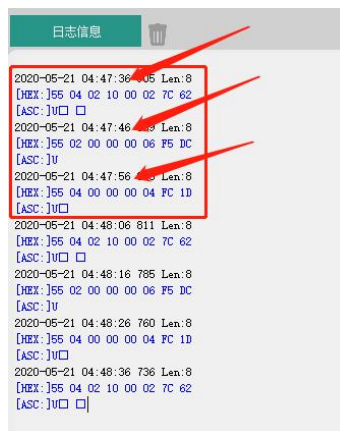 日志信息
2020-05-21 04:47:36 Len:8
[HEX:]55 04 02 10 00 02 7C 62
[ASC:]U□ □
2020-05-21 04:47:46 Len:8
[HEX:]55 02 00 00 00 06 F5 DC
[ASC:]U
2020-05-21 04:47:56 Len:8
[HEX:]55 04 00 00 00 04 FC 1D
[ASC:]U□
2020-05-21 04:48:06 811 Len:8
[HEX:]55 04 02 10 00 02 7C 62
[ASC:]U□ □
2020-05-21 04:48:16 785 Len:8
[HEX:]55 02 00 00 00 06 F5 DC
[ASC:]U
2020-05-21 04:48:26 760 Len:8
[HEX:]55 04 00 00 00 04 FC 1D
[ASC:]U□
2020-05-21 04:48:36 736 Len:8
[HEX:]55 04 02 10 00 02 7C 62
[ASC:]U□ □